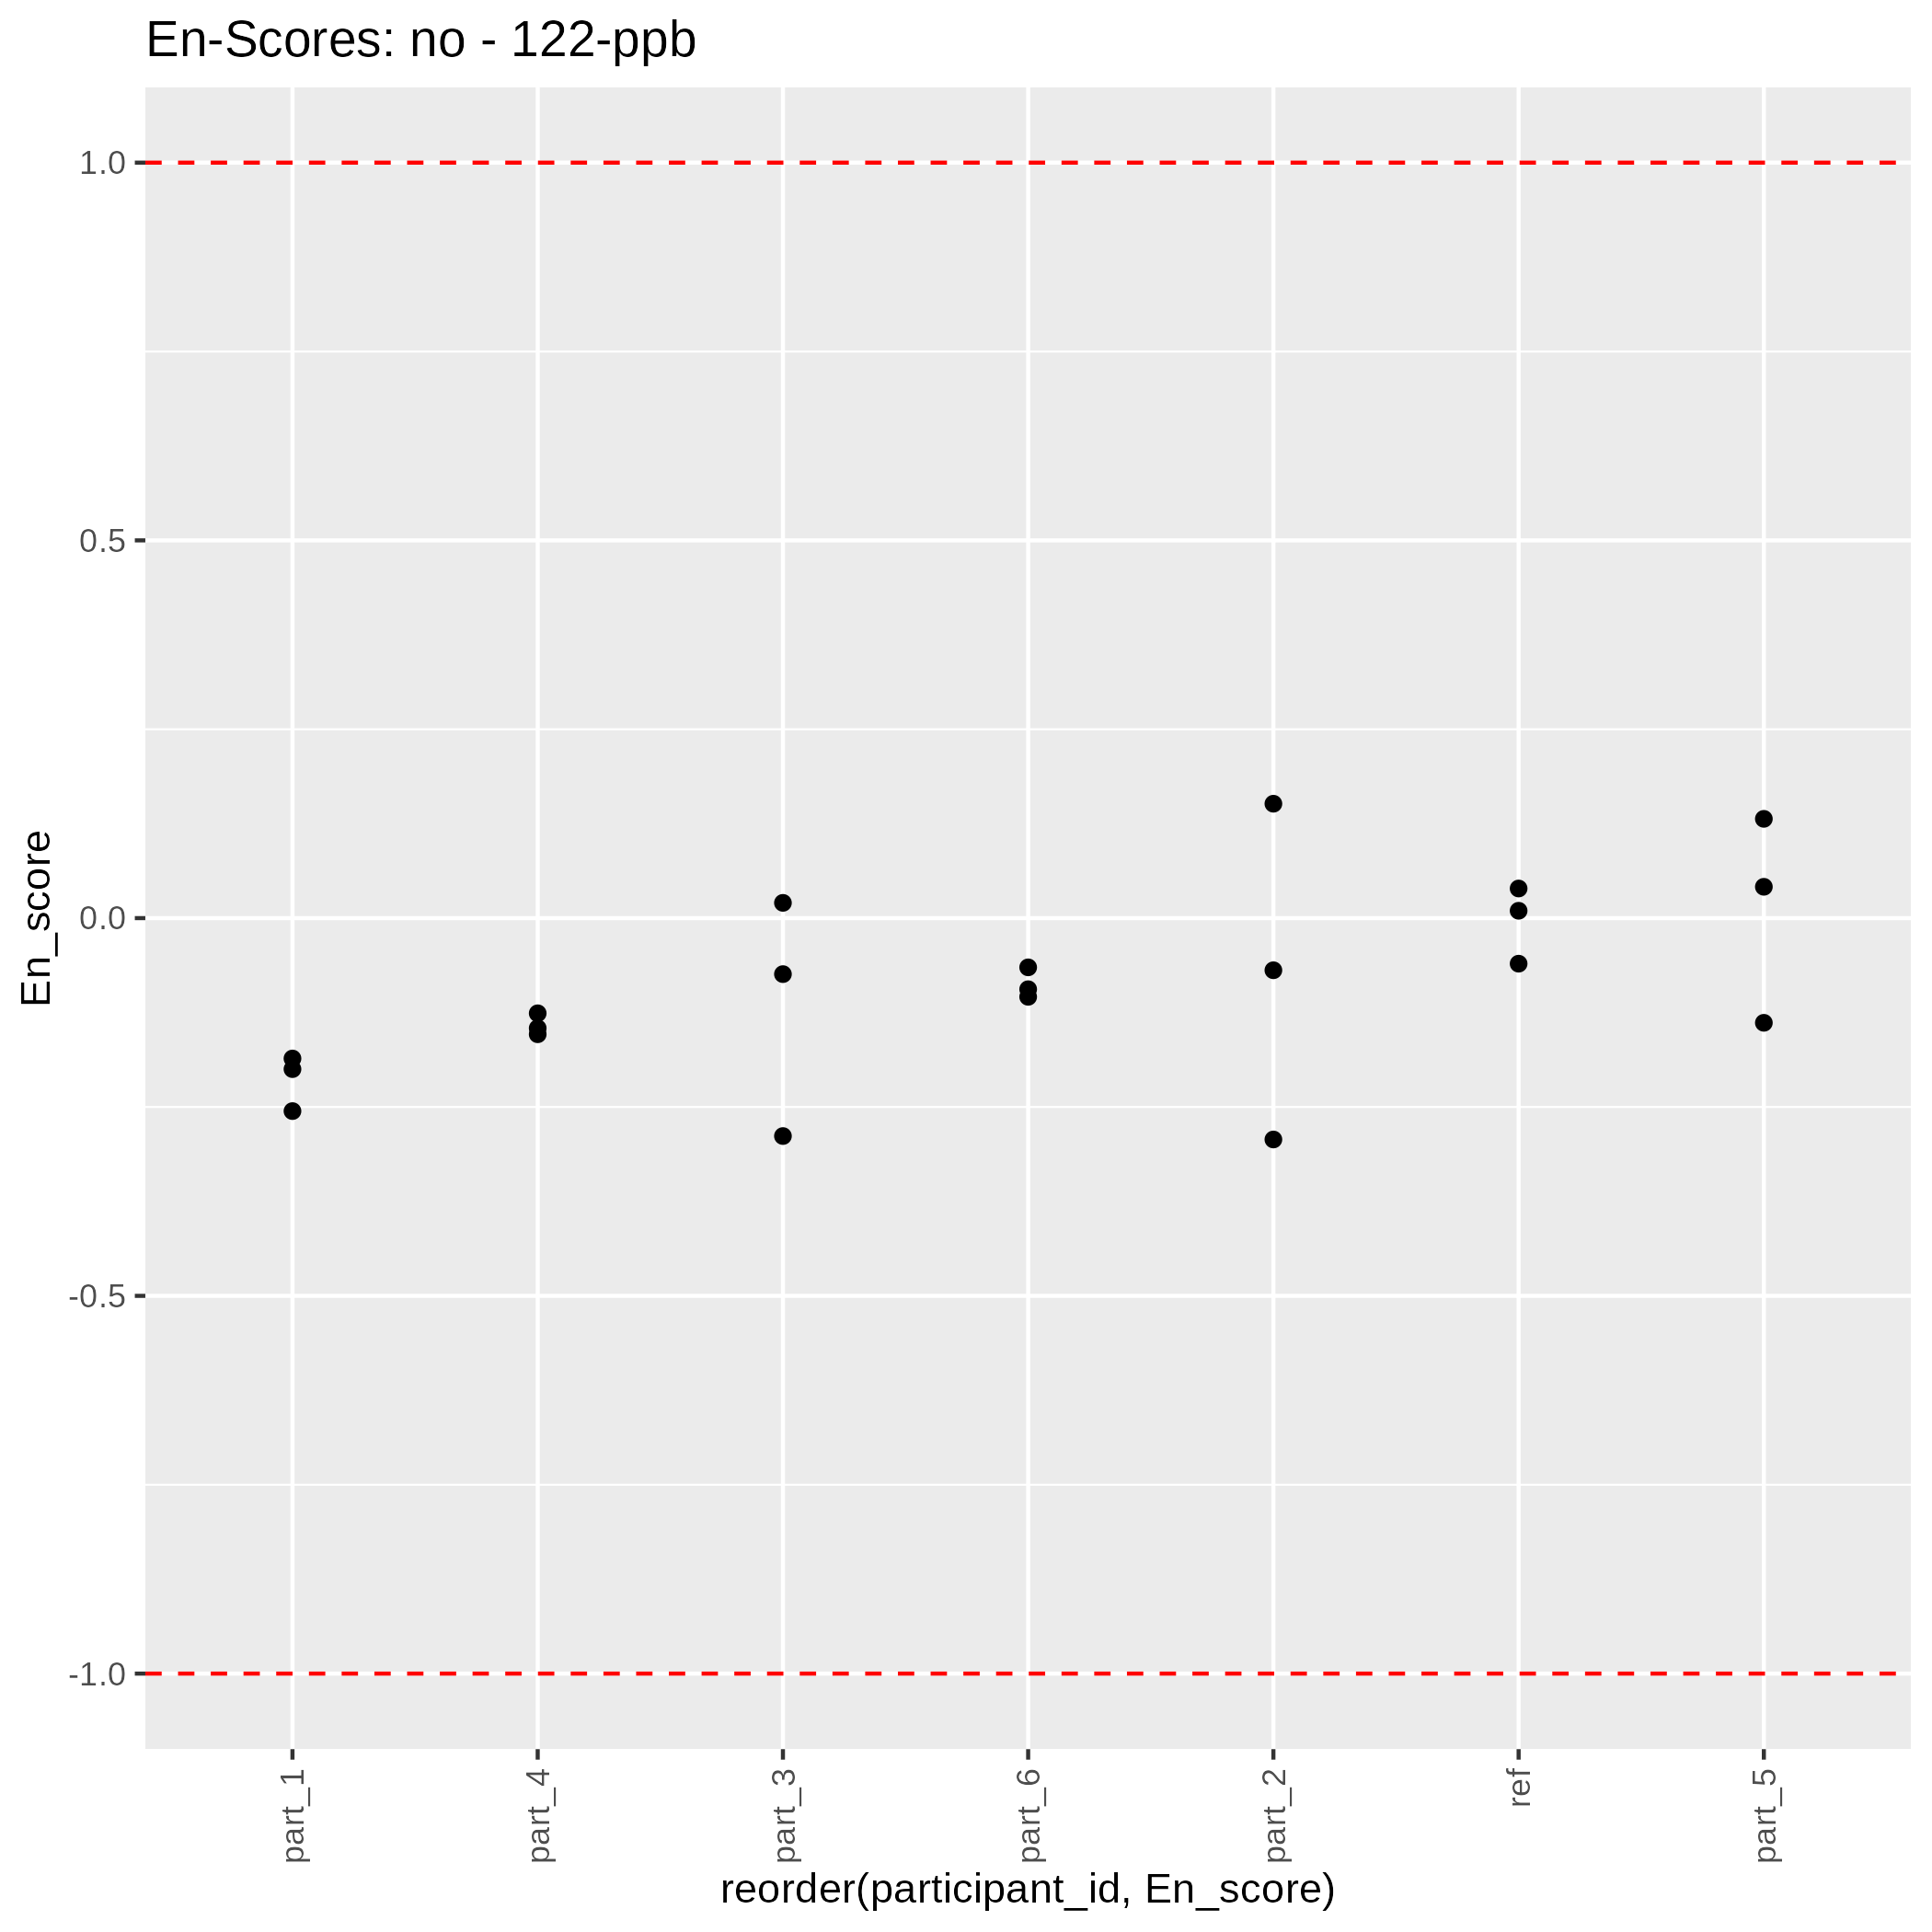 En-Scores: no - 122-ppb
En_score
1.0
0.5
0.0
-0.5
-1.0
part_1
part_4
part_3
part_6
part_2
ref
part_5
reorder(participant_id, En_score)